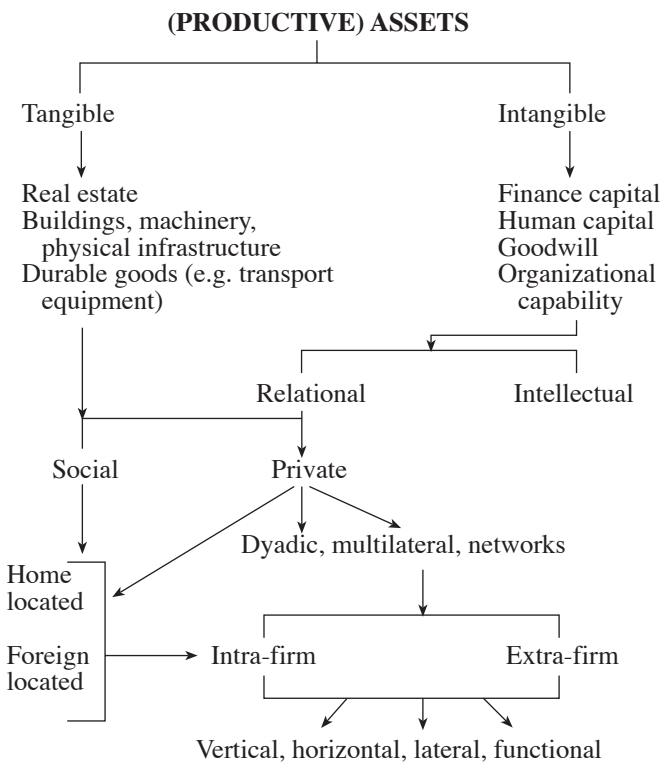 (PRODUCTIVE) ASSETS
Tangible
Intangible
Real estate
Buildings, machinery,
physical infrastructure
Durable goods (e.g. transport
equipment)
Finance capital
Human capital
Goodwill
Organizational
capability
Relational
Intellectual
Social
Private
Dyadic, multilateral, networks
Home
located
Foreign
located
Intra-firm
Extra-firm
Vertical, horizontal, lateral, functional